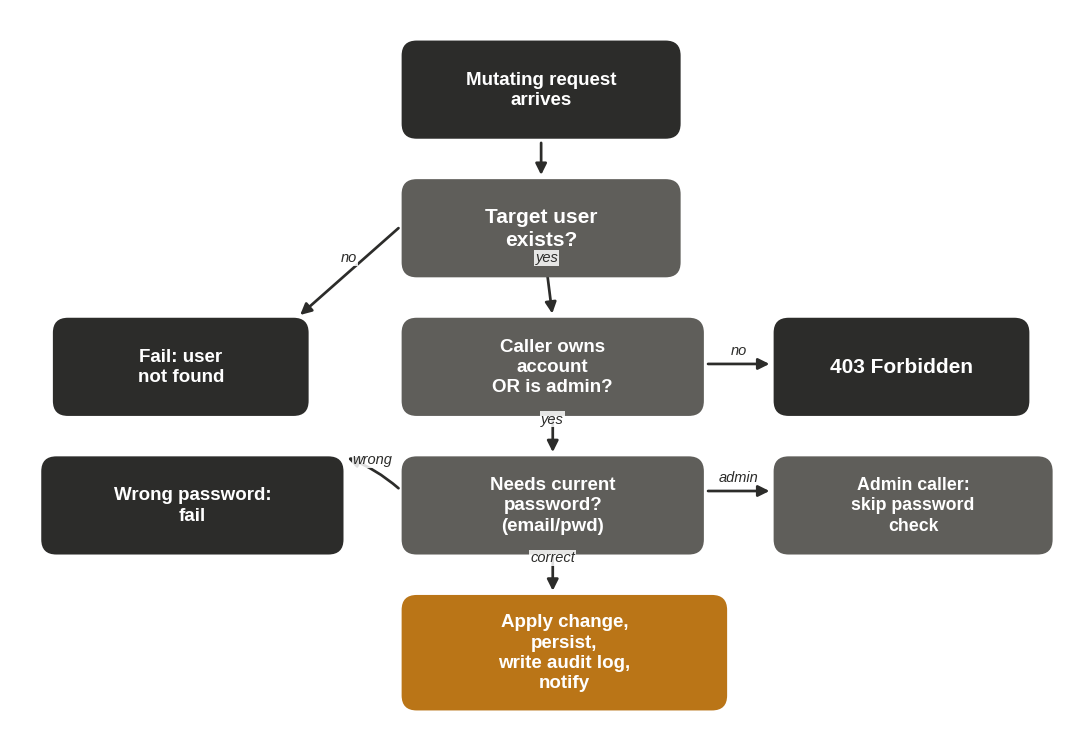 Mutating request
arrives
Target user
exists?
yes
no
Fail: user
not found
Caller owns
account
OR is admin?
no
403 Forbidden
yes
Wrong password:
fail
wrong
Needs current
password?
(email/pwd)
admin
Admin caller:
skip password
check
correct
Apply change,
persist,
write audit log,
notify